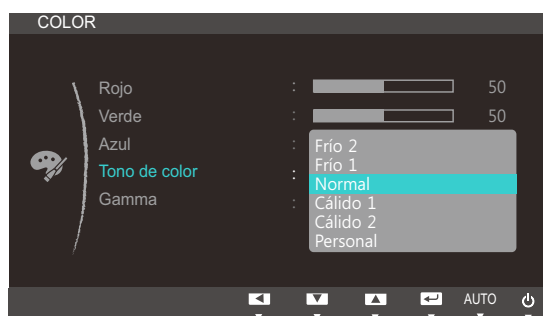 COLOR
Rojo : 50
Verde : 50
Azul :
Tono de color :
Gamma :
Frío 2
Frío 1
Normal
Cálido 1
Cálido 2
Personal
AUTO